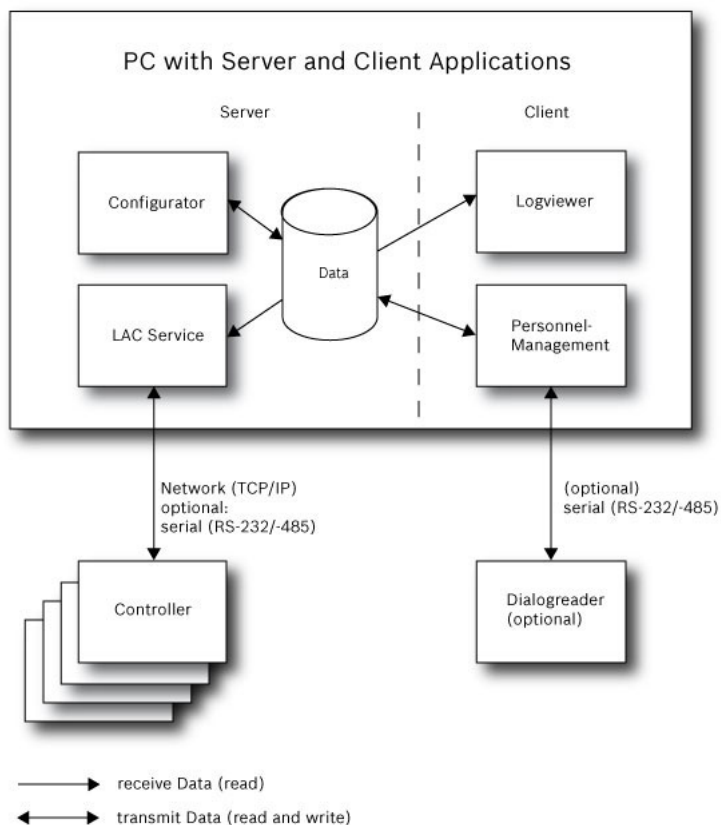 PC with Server and Client Applications
Server
Client
Configurator
Data
Logviewer
LAC Service
Personnel-
Management
Network (TCP/IP)
optional:
serial (RS-232/-485)
(optional)
serial (RS-232/-485)
Controller
Dialogreader
(optional)
receive Data (read)
transmit Data (read and write)